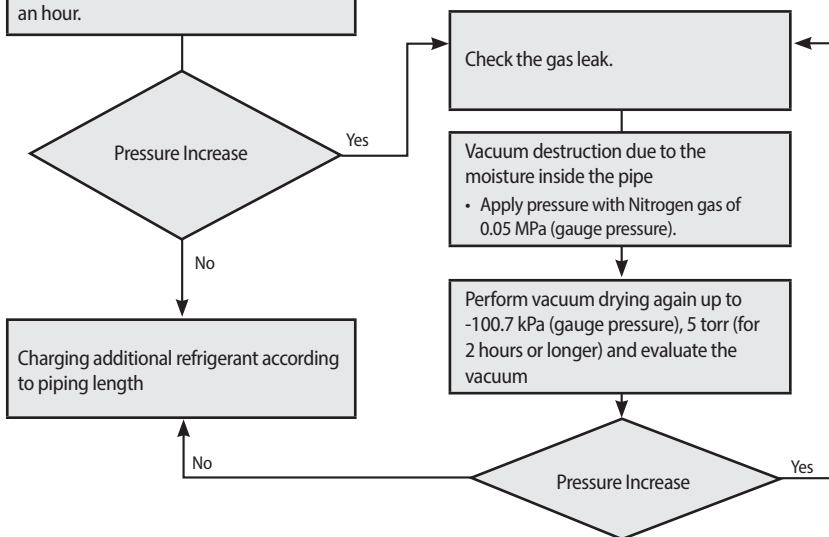 an hour.
Pressure Increase
Yes
No
Charging additional refrigerant according
to piping length
Check the gas leak.
Vacuum destruction due to the
moisture inside the pipe
• Apply pressure with Nitrogen gas of
0.05 MPa (gauge pressure).
Perform vacuum drying again up to
-100.7 kPa (gauge pressure), 5 torr (for
2 hours or longer) and evaluate the
vacuum
Pressure Increase
No
Yes